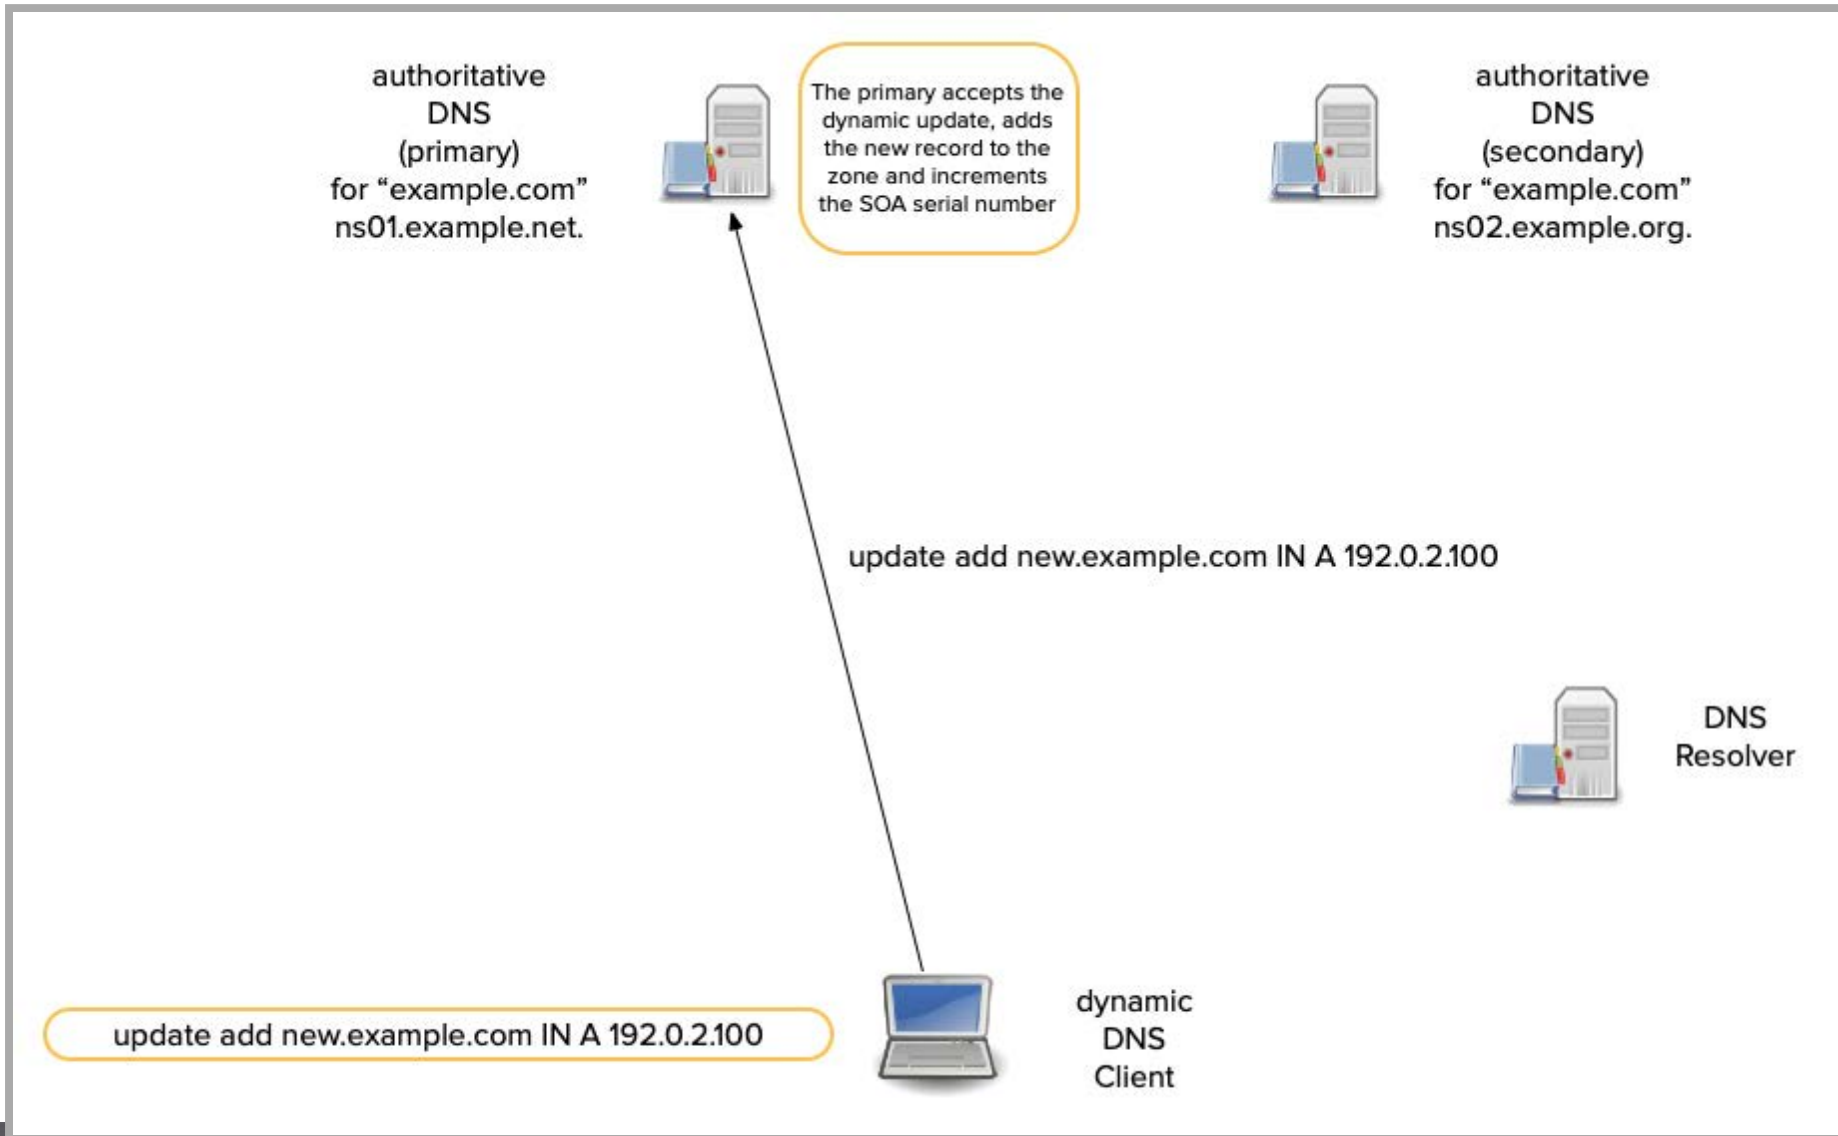 authoritative
DNS
(primary)
for “example.com”
ns01.example.net.
The primary accepts the
dynamic update, adds
the new record to the
zone and increments
the SOA serial number
authoritative
DNS
(secondary)
for “example.com”
ns02.example.org.
update add new.example.com IN A 192.0.2.100
DNS
Resolver
update add new.example.com IN A 192.0.2.100
dynamic
DNS
Client